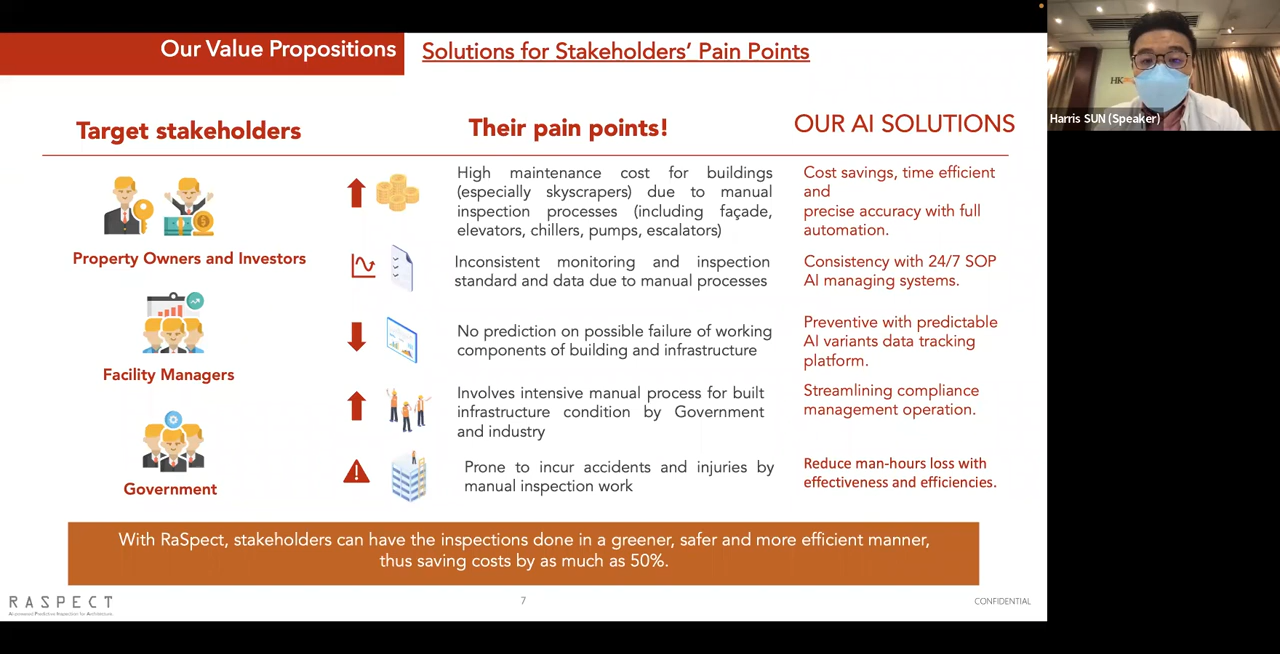 Our Value Propositions
Solutions for Stakeholders' Pain Points
Target stakeholders
Their pain points!
OUR AI SOLUTIONS
Property Owners and Investors
Facility Managers
Government
High maintenance cost for buildings
(especially skyscrapers) due to manual
inspection processes (including façade,
elevators, chillers, pumps, escalators)
Cost savings, time efficient
and
precise accuracy with full
automation.
Inconsistent monitoring and inspection
standard and data due to manual processes
Consistency with 24/7 SOP
AI managing systems.
No prediction on possible failure of working
components of building and infrastructure
Preventive with predictable
AI variants data tracking
platform.
Involves intensive manual process for built
infrastructure condition by Government
and industry
Streamlining compliance
management operation.
Prone to incur accidents and injuries by
manual inspection work
Reduce man-hours loss with
effectiveness and efficiencies.
With RaSpect, stakeholders can have the inspections done in a greener, safer and more efficient manner,
thus saving costs by as much as 50%.
RASPECT
AI-powered Predictive Inspection for Architecture.
7
CONFIDENTIAL
HK
Harris SUN (Speaker)